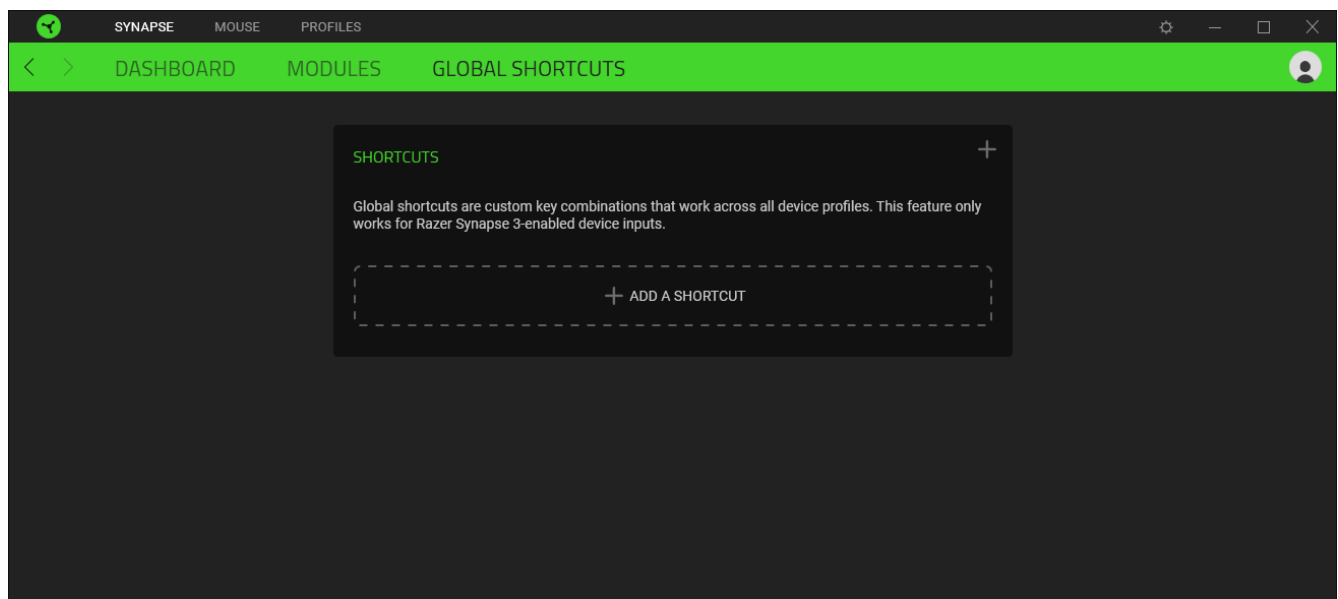 SYNAPSE MOUSE PROFILES
DASHBOARD MODULES GLOBAL SHORTCUTS
SHORTCUTS
Global shortcuts are custom key combinations that work across all device profiles. This feature only
works for Razer Synapse 3-enabled device inputs.
ADD A SHORTCUT